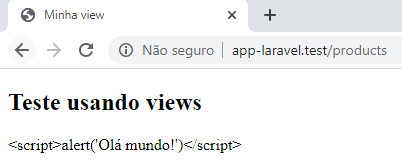 Minha view
Não seguro | app-laravel.test/products
Teste usando views
<script>alert('Olá mundo!')</script>